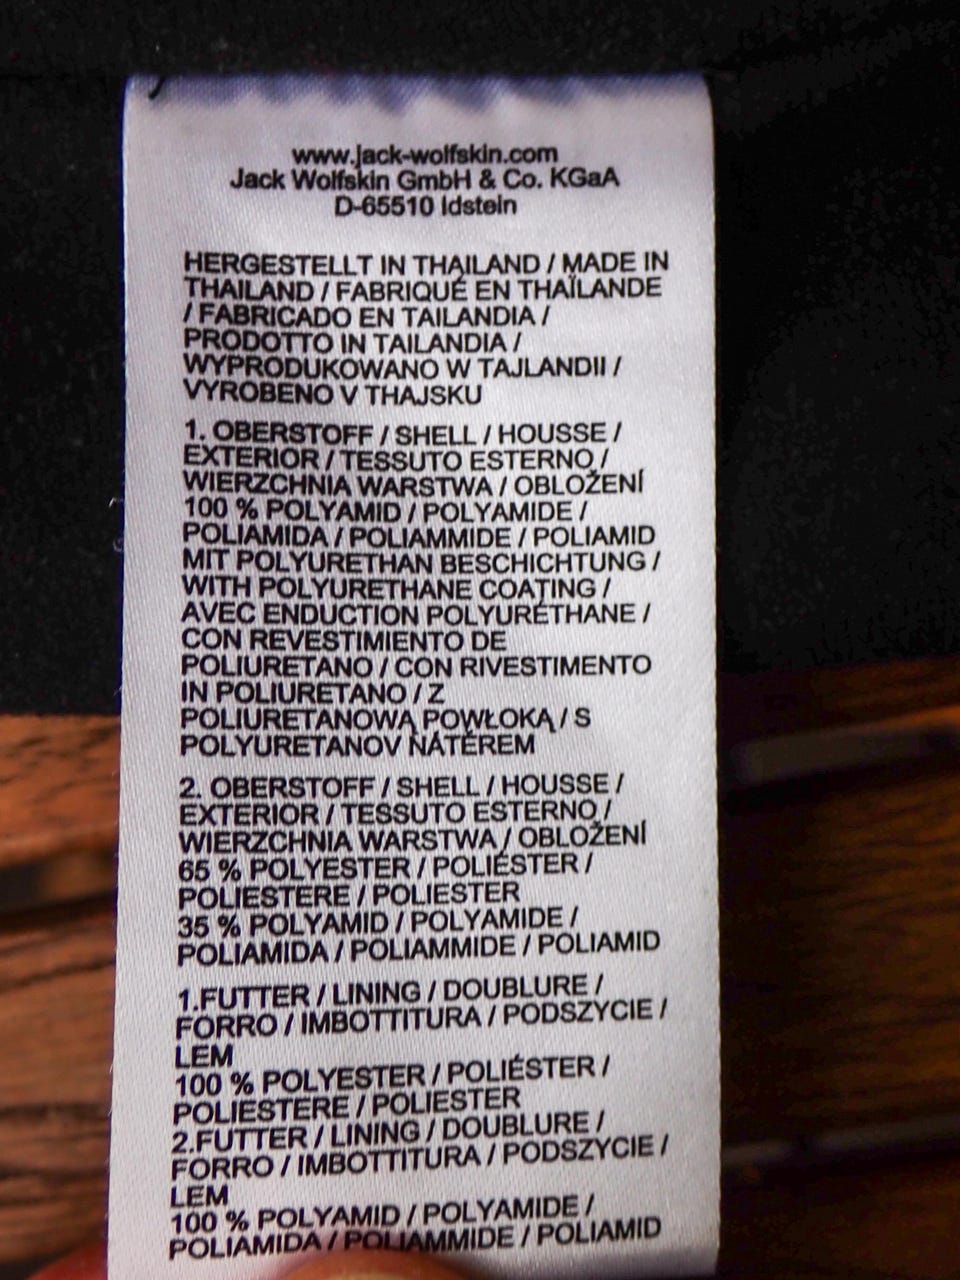 www.jack-wolfskin.com
Jack Wolfskin GmbH & Co. KGaA
D-65510 Idstein
HERGESTELLT IN THAILAND / MADE IN
THAILAND / FABRIQUÉ EN THAÏLANDE
/ FABRICADO EN TAILANDIA /
PRODOTTO IN TAILANDIA /
WYPRODUKOWANO W TAJLANDII /
VYROBENO V THAJSKU
1. OBERSTOFF / SHELL / HOUSSE /
EXTERIOR / TESSUTO ESTERNO /
WIERZCHNIA WARSTWA / OBLOŽENÍ
100 % POLYAMID / POLYAMIDE /
POLIAMIDA / POLIAMMIDE / POLIAMID
MIT POLYURETHAN BESCHICHTUNG /
WITH POLYURETHANE COATING /
AVEC ENDUCTION POLYURÉTHANE /
CON REVESTIMIENTO DE
POLIURETANO / CON RIVESTIMENTO
IN POLIURETANO / Z
POLIURETANOWĄ POWŁOKĄ / S
POLYURETANOV NÁTĚREM
2. OBERSTOFF / SHELL / HOUSSE /
EXTERIOR / TESSUTO ESTERNO /
WIERZCHNIA WARSTWA / OBLOŽENÍ
65 % POLYESTER / POLIÉSTER /
POLIESTERE / POLIESTER
35 % POLYAMID / POLYAMIDE /
POLIAMIDA / POLIAMMIDE / POLIAMID
1.FUTTER / LINING / DOUBLURE /
FORRO / IMBOTTITURA / PODSZYCIE /
LEM
100 % POLYESTER / POLIÉSTER /
POLIESTERE / POLIESTER
2.FUTTER / LINING / DOUBLURE /
FORRO / IMBOTTITURA / PODSZYCIE /
LEM
100 % POLYAMID / POLYAMIDE /
POLIAMIDA / POLIAMMIDE / POLIAMID